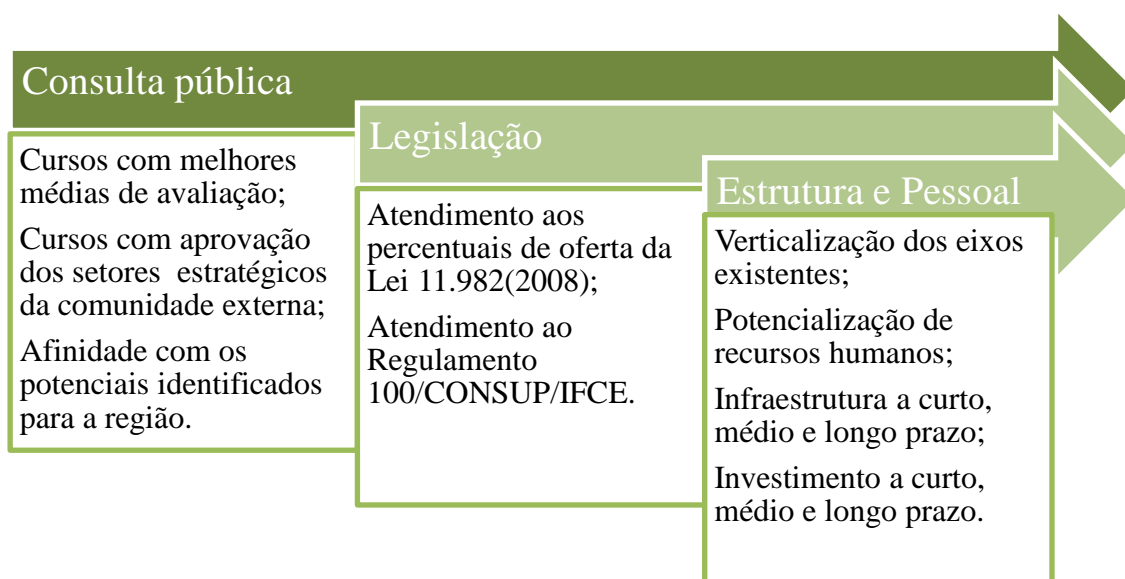 Consulta pública
Cursos com melhores
médias de avaliação;
Cursos com aprovação
dos setores estratégicos
da comunidade externa;
Afinidade com os
potenciais identificados
para a região.
Legislação
Atendimento aos
percentuais de oferta da
Lei 11.982(2008);
Atendimento ao
Regulamento
100/CONSUP/IFCE.
Estrutura e Pessoal
Verticalização dos eixos
existentes;
Potencialização de
recursos humanos;
Infraestrutura a curto,
médio e longo prazo;
Investimento a curto,
médio e longo prazo.